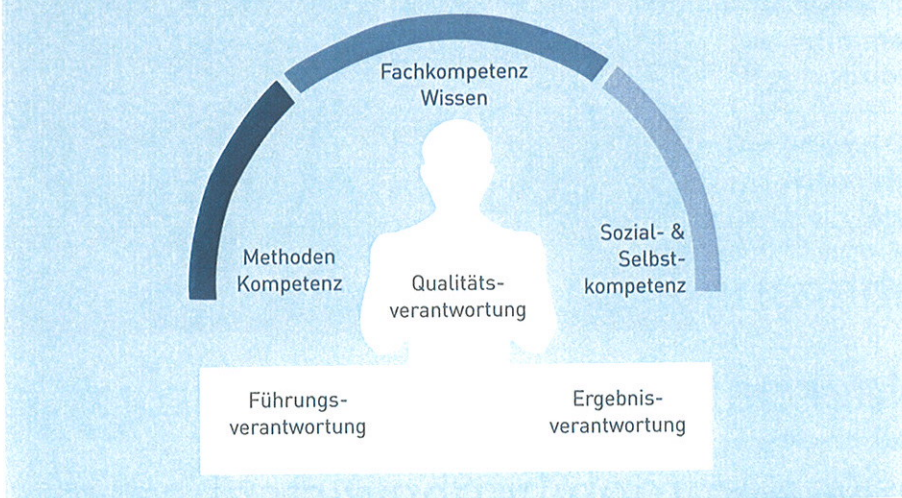 Fachkompetenz
Wissen
Methoden
Kompetenz
Sozial- &
Selbst-
kompetenz
Qualitäts-
verantwortung
Führungs-
verantwortung
Ergebnis-
verantwortung